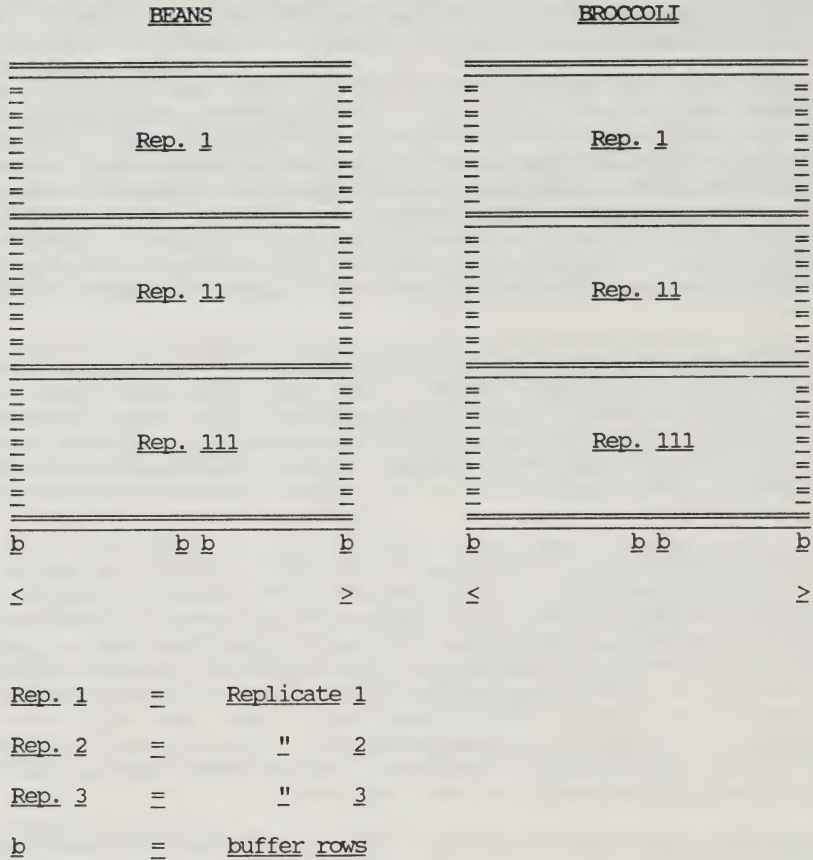 BEANS BROCCOLI
Rep. 1 Rep. 1
Rep. 11 Rep. 11
Rep. 111 Rep. 111
b b b b b b b b
< > < >
Rep. 1 = Replicate 1
Rep. 2 = " 2
Rep. 3 = " 3
b = buffer rows